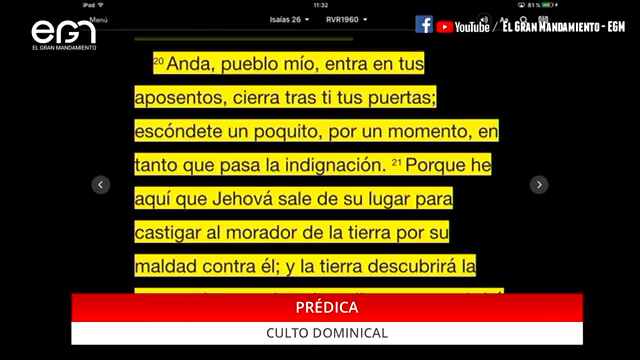 iPad
11:32
81 %
Menú
Isaías 26
RVR1960
AA
EGM
EL GRAN MANDAMIENTO
YouTube / EL GRAN MANDAMIENTO - EGM
20 Anda, pueblo mío, entra en tus
aposentos, cierra tras ti tus puertas;
escóndete un poquito, por un momento, en
tanto que pasa la indignación. 21 Porque he
aquí que Jehová sale de su lugar para
castigar al morador de la tierra por su
maldad contra él; y la tierra descubrirá la
PRÉDICA
CULTO DOMINICAL